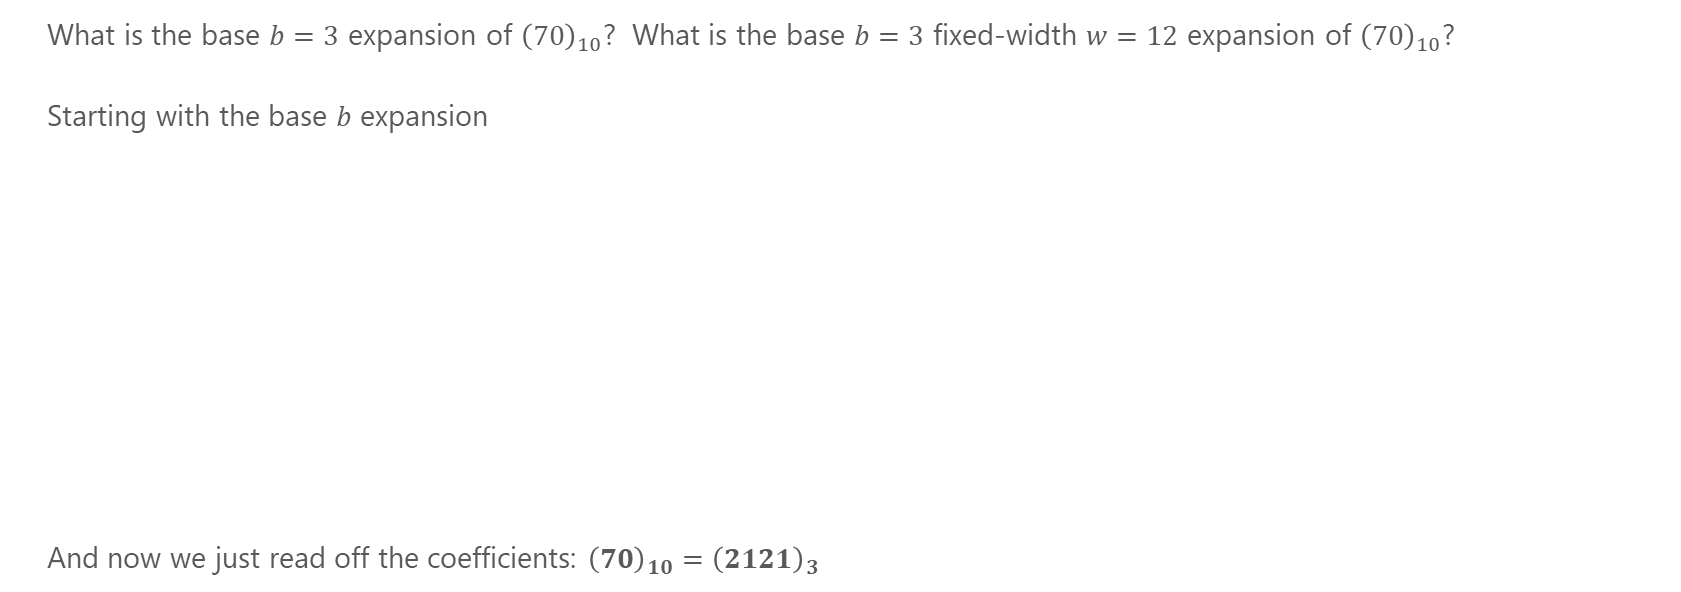 What is the base b = 3 expansion of (70)₁₀? What is the base b = 3 fixed-width w = 12 expansion of (70)₁₀?
Starting with the base b expansion
And now we just read off the coefficients: (70)₁₀ = (2121)₃